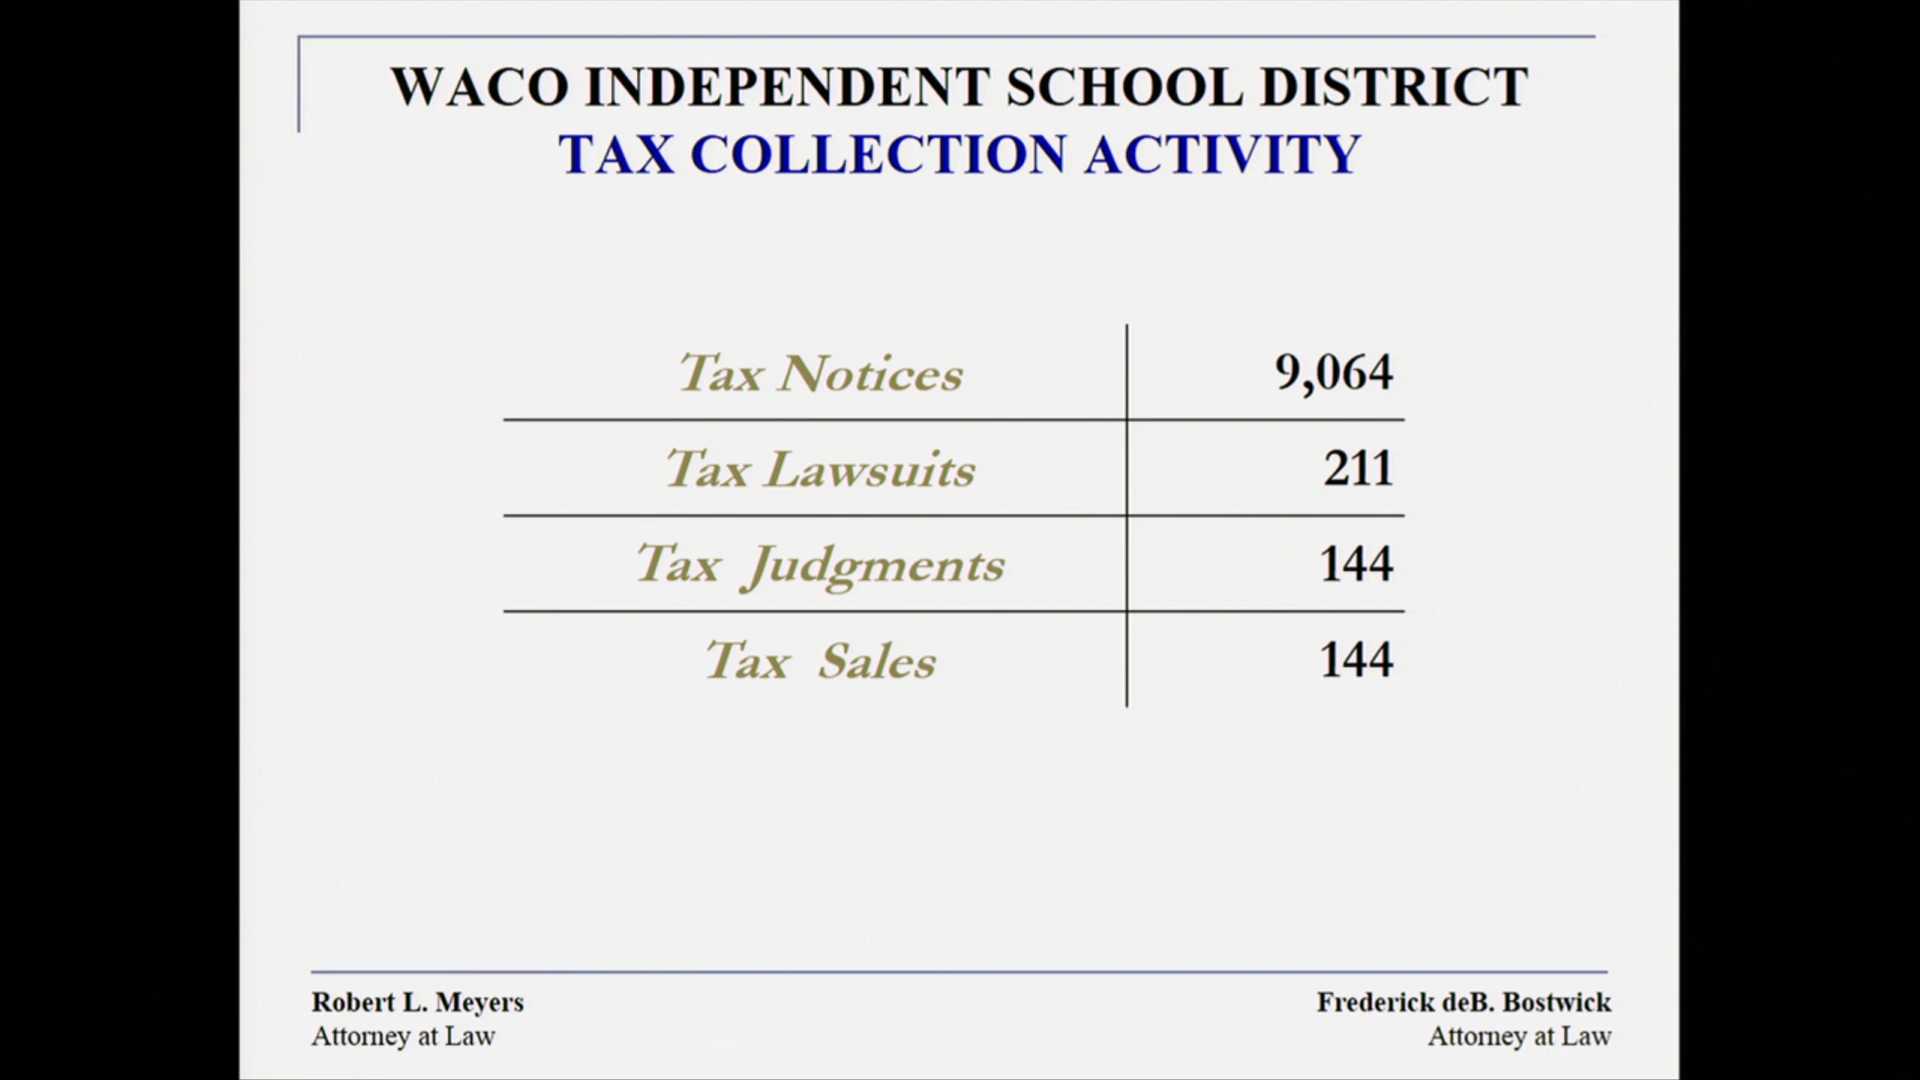 WACO INDEPENDENT SCHOOL DISTRICT
TAX COLLECTION ACTIVITY
Tax Notices 9,064
Tax Lawsuits 211
Tax Judgments 144
Tax Sales 144
Robert L. Meyers Frederick deB. Bostwick
Attorney at Law Attorney at Law